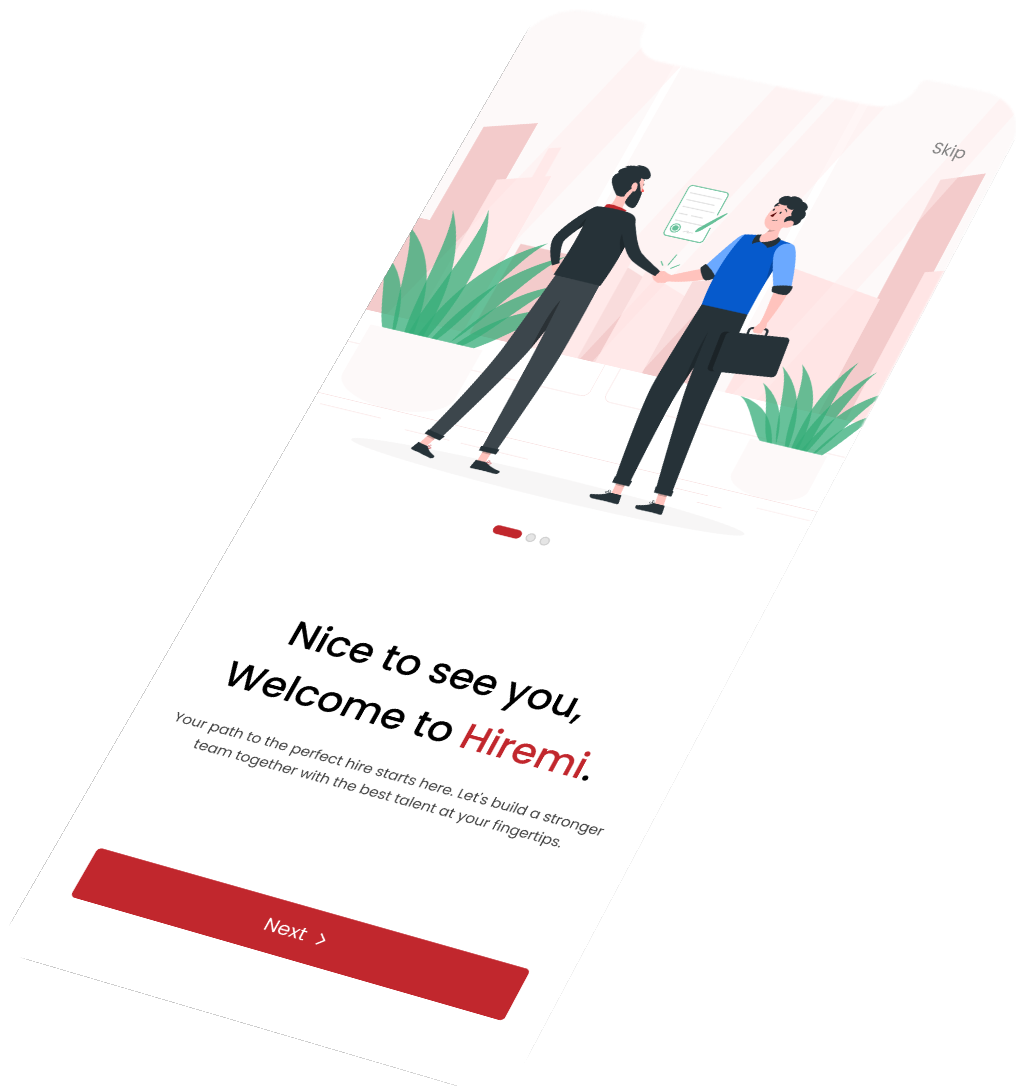 Skip
Nice to see you,
Welcome to Hiremi.
Your path to the perfect hire starts here. Let's build a stronger
team together with the best talent at your fingertips.
Next >